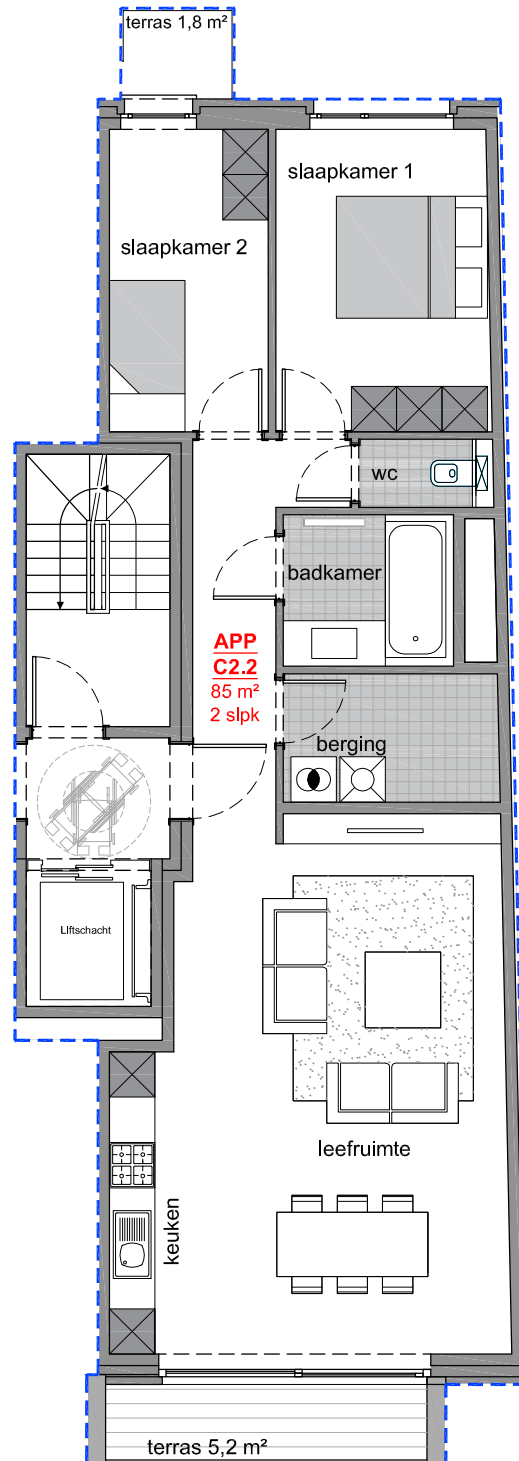 terras 1,8 m²
slaapkamer 1
slaapkamer 2
wc
badkamer
APP
C2.2
85 m²
2 slpk
berging
Liftschacht
leefruimte
keuken
terras 5,2 m²